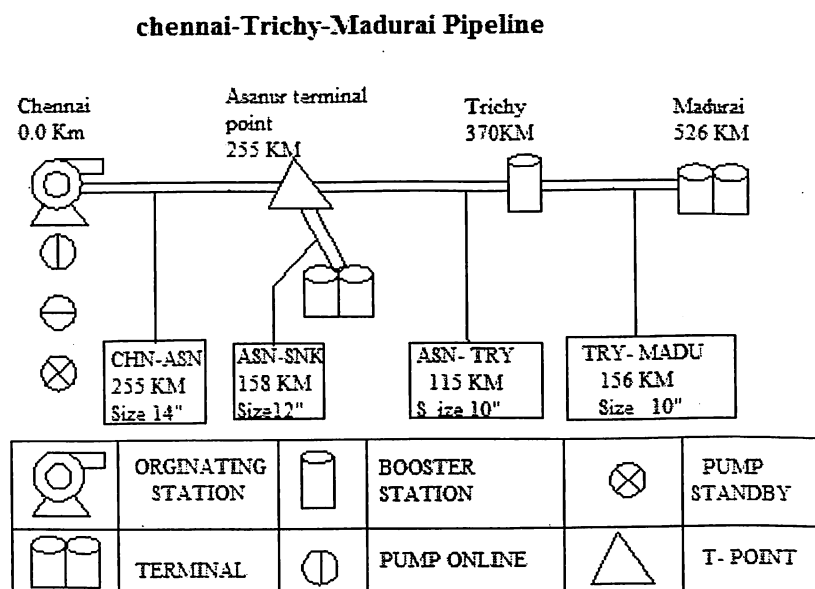 chennai-Trichy-Madurai Pipeline
Chennai
0.0 Km
Asanur terminal
point
255 KM
Trichy
370KM
Madurai
526 KM
CHN-ASN
255 KM
Size 14"
ASN-SNK
158 KM
Size12"
ASN- TRY
115 KM
S ize 10"
TRY- MADU
156 KM
Size 10"
ORGINATING
STATION
BOOSTER
STATION
PUMP
STANDBY
TERMINAL
PUMP ONLINE
T- POINT